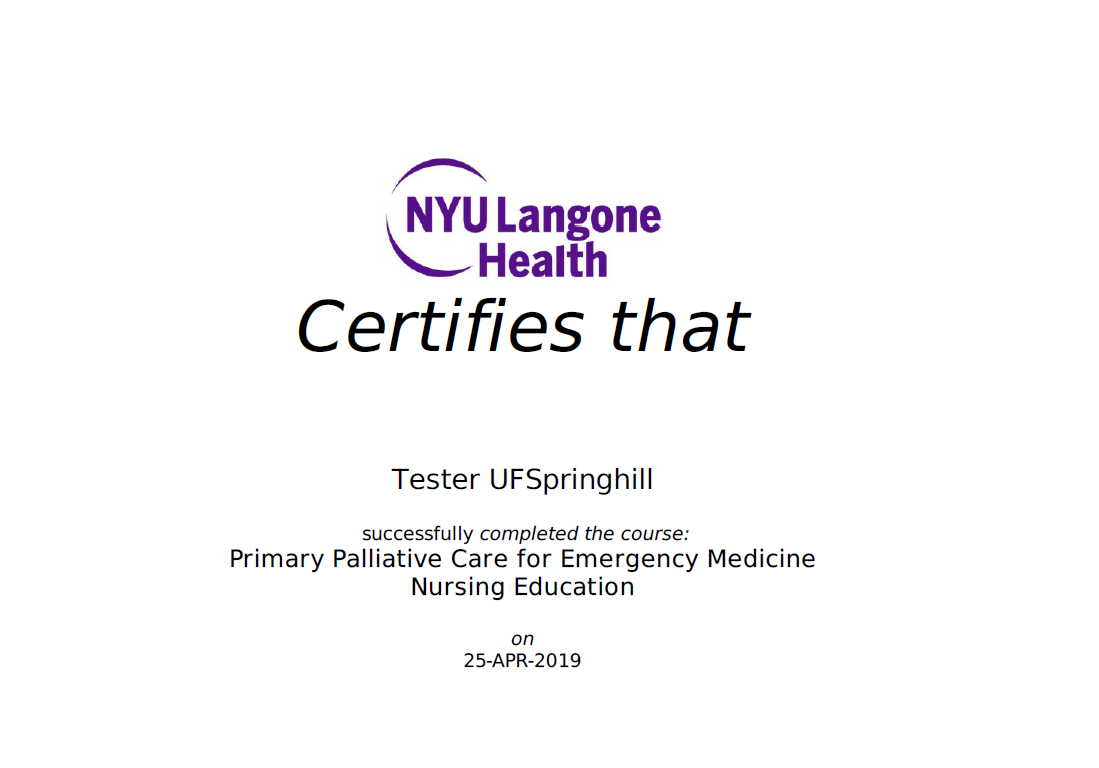 NYU Langone
Health
Certifies that
Tester UFSpringhill
successfully completed the course:
Primary Palliative Care for Emergency Medicine
Nursing Education
on
25-APR-2019